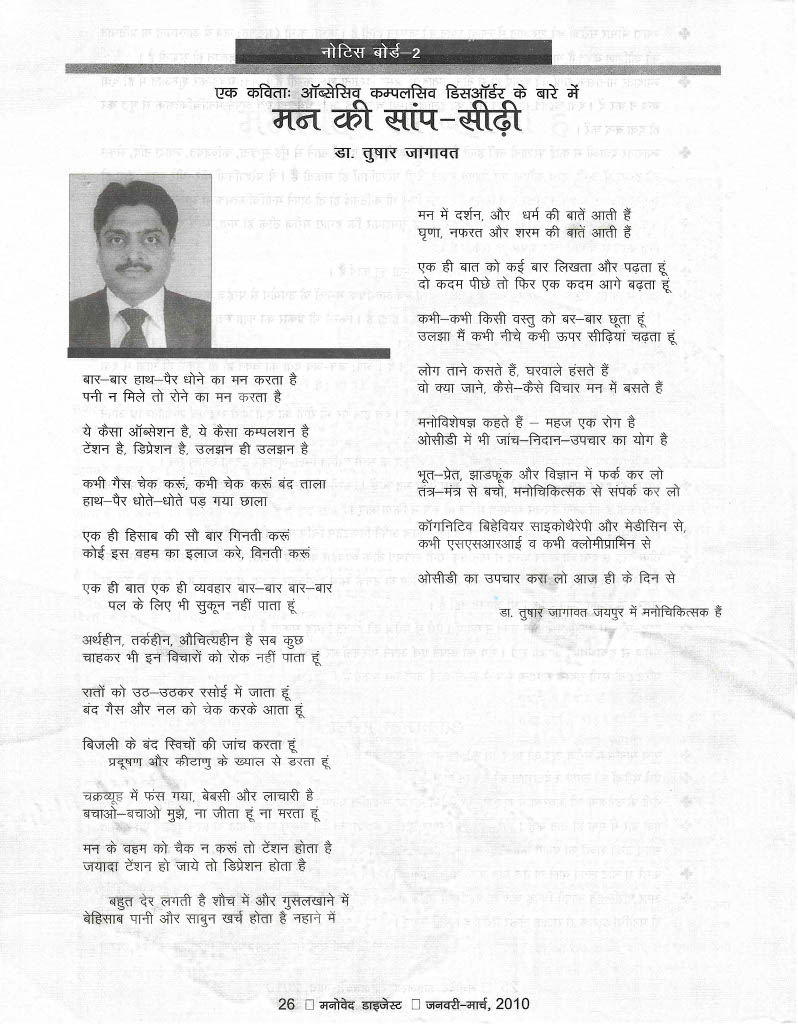 नोटिस बोर्ड–2
एक कविताः ऑब्सेसिव कम्पलसिव डिसऑर्डर के बारे में
मन की सांप-सीढ़ी
डा. तुषार जागावत
बार–बार हाथ–पैर धोने का मन करता है
पनी न मिले तो रोने का मन करता है
ये कैसा ऑब्सेशन है, ये कैसा कम्पलशन है
टेंशन है, डिप्रेशन है, उलझन ही उलझन है
कभी गैस चेक करूं, कभी चेक करूं बंद ताला
हाथ–पैर धोते–धोते पड़ गया छाला
एक ही हिसाब की सौ बार गिनती करूं
कोई इस वहम का इलाज करे, विनती करूं
एक ही बात एक ही व्यवहार बार–बार बार–बार
पल के लिए भी सुकून नहीं पाता हूं
अर्थहीन, तर्कहीन, औचित्यहीन है सब कुछ
चाहकर भी इन विचारों को रोक नहीं पाता हूं
रातों को उठ–उठकर रसोई में जाता हूं
बंद गैस और नल को चेक करके आता हूं
बिजली के बंद स्विचों की जांच करता हूं
प्रदूषण और कीटाणु के ख्याल से डरता हूं
चक्रव्यूह में फंस गया, बेबसी और लाचारी है
बचाओ–बचाओ मुझे, ना जीता हूं ना मरता हूं
मन के वहम को चैक न करूं तो टेंशन होता है
जयादा टेंशन हो जाये तो डिप्रेशन होता है
बहुत देर लगती है शौच में और गुसलखाने में
बेहिसाब पानी और साबुन खर्च होता है नहाने में
मन में दर्शन, और धर्म की बातें आती हैं
घृणा, नफरत और शरम की बातें आती हैं
एक ही बात को कई बार लिखता और पढ़ता हूं
दो कदम पीछे तो फिर एक कदम आगे बढ़ता हूं
कभी–कभी किसी वस्तु को बर–बार छूता हूं
उलझा मैं कभी नीचे कभी ऊपर सीढ़ियां चढ़ता हूं
लोग ताने कसते हैं, घरवाले हंसते हैं
वो क्या जाने, कैसे–कैसे विचार मन में बसते हैं
मनोविशेषज्ञ कहते हैं – महज एक रोग है
ओसीडी में भी जांच–निदान–उपचार का योग है
भूत–प्रेत, झाडफूंक और विज्ञान में फर्क कर लो
तंत्र–मंत्र से बचो, मनोचिकित्सक से संपर्क कर लो
कॉगनिटिव बिहेवियर साइकोथैरेपी और मेडीसिन से,
कभी एसएसआरआई व कभी क्लोमीप्रामिन से
ओसीडी का उपचार करा लो आज ही के दिन से
डा. तुषार जागावत जयपुर में मनोचिकित्सक हैं
26 □ मनोवेद डाइजेस्ट □ जनवरी-मार्च, 2010